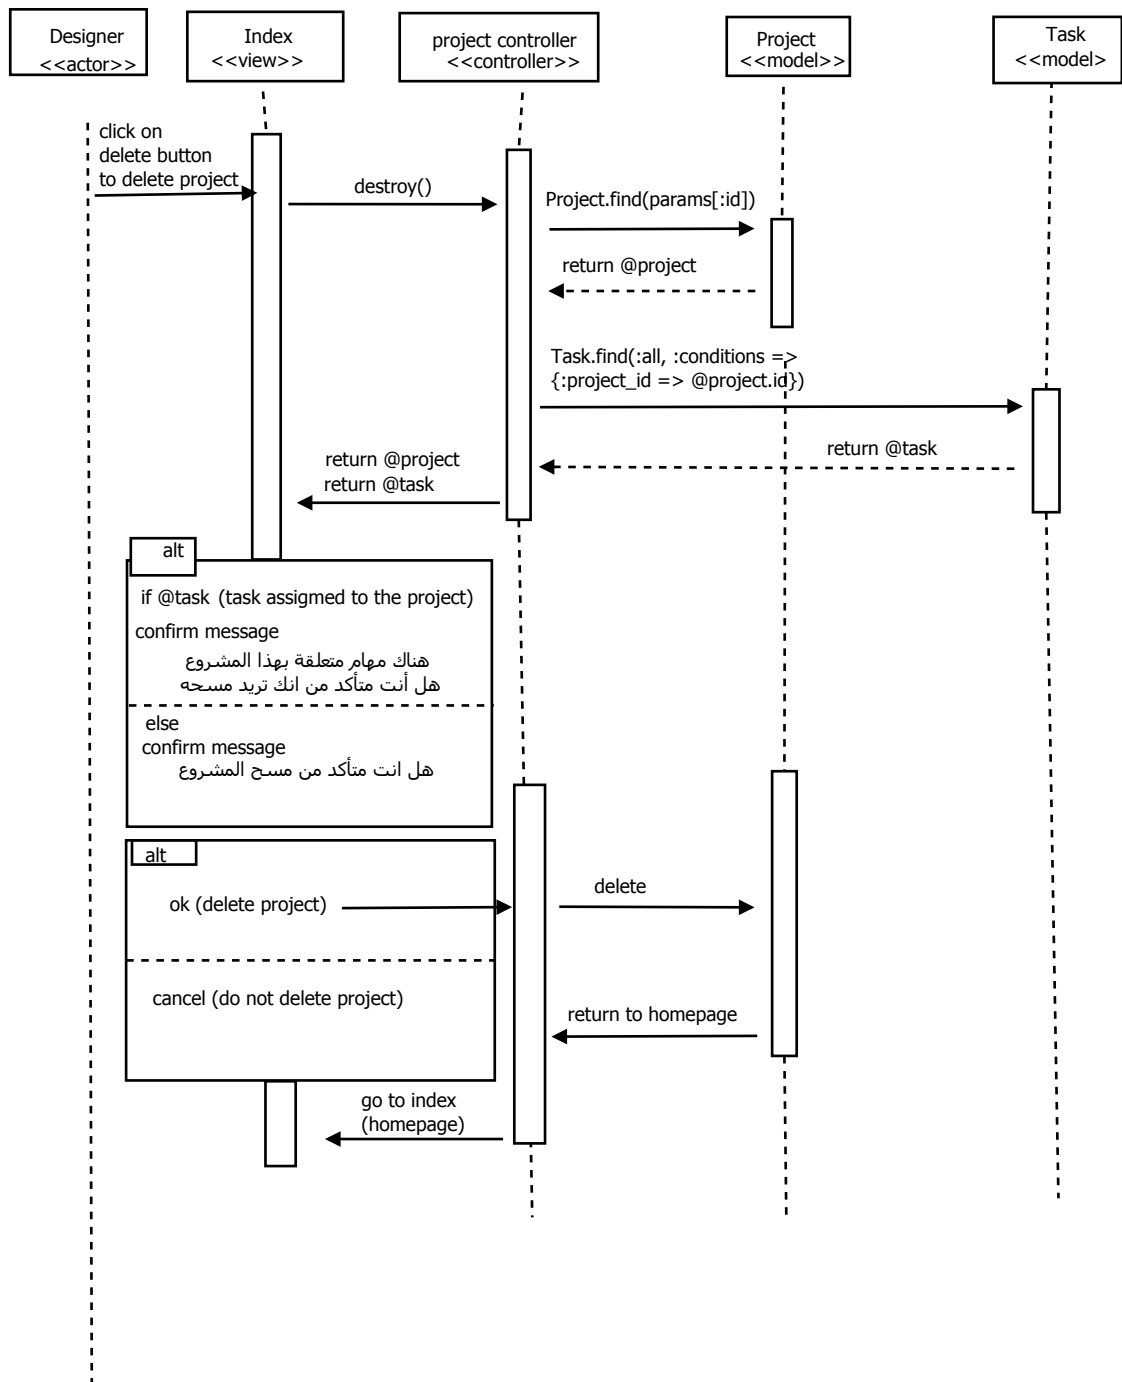 Designer
<<actor>>
Index
<<view>>
project controller
<<controller>>
Project
<<model>>
Task
<<model>
click on
delete button
to delete project
destroy()
Project.find(params[:id])
return @project
Task.find(:all, :conditions =>
{:project_id => @project.id})
return @task
return @project
return @task
alt
if @task (task assigmed to the project)
confirm message
هناك مهام متعلقة بهذا المشروع
هل أنت متأكد من انك تريد مسحه
else
confirm message
هل انت متأكد من مسح المشروع
alt
ok (delete project)
delete
cancel (do not delete project)
return to homepage
go to index
(homepage)